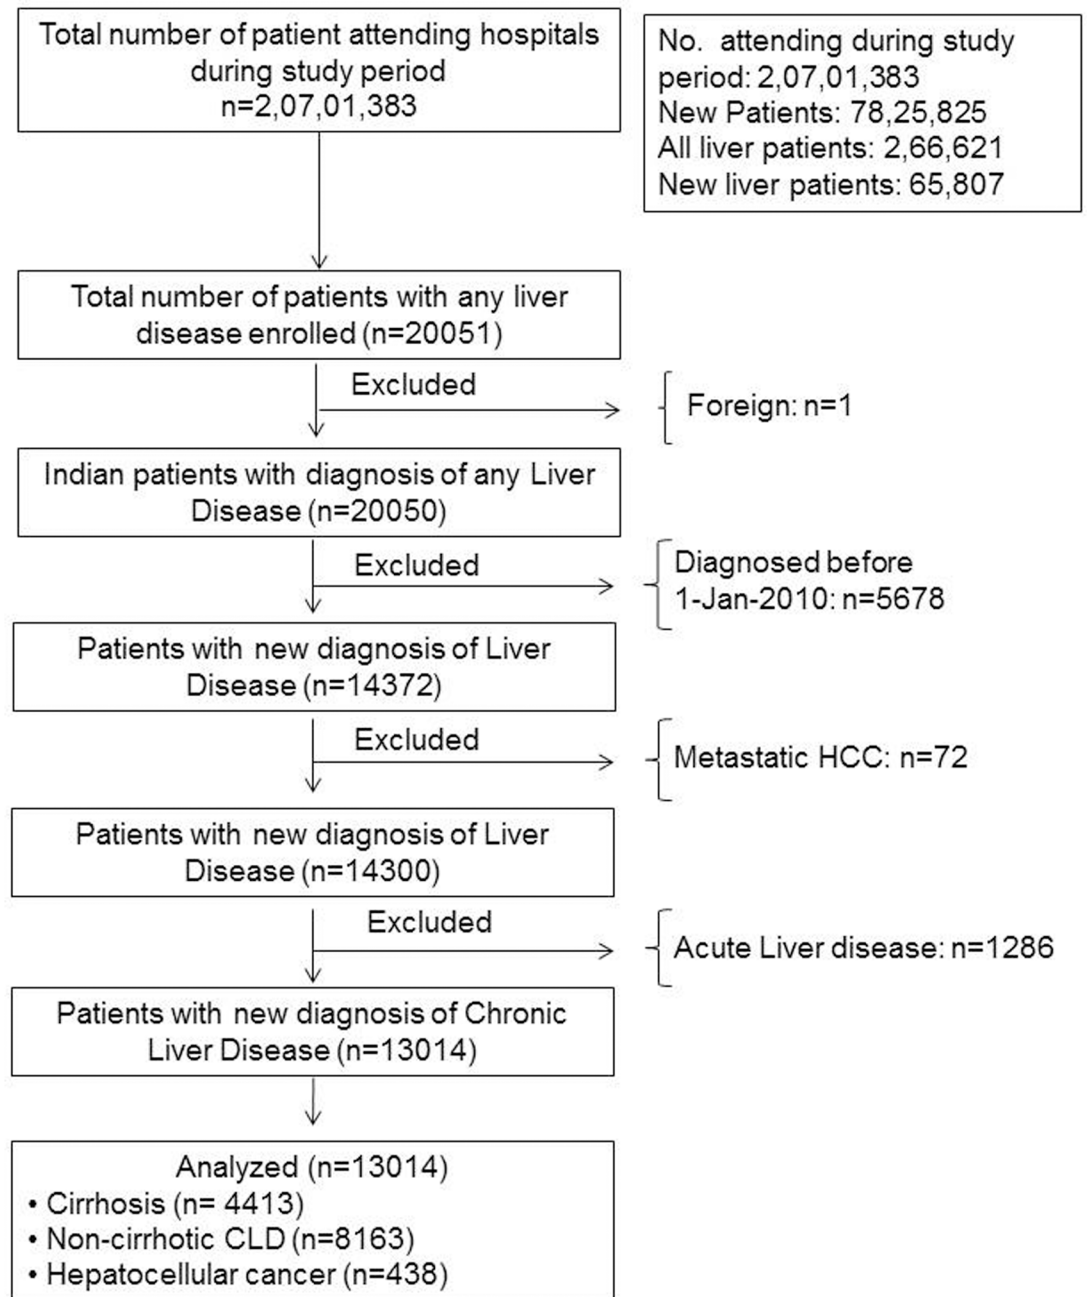 Total number of patient attending hospitals
during study period
n=2,07,01,383
No. attending during study
period: 2,07,01,383
New Patients: 78,25,825
All liver patients: 2,66,621
New liver patients: 65,807
Total number of patients with any liver
disease enrolled (n=20051)
Excluded
Foreign: n=1
Indian patients with diagnosis of any Liver
Disease (n=20050)
Excluded
Diagnosed before
1-Jan-2010: n=5678
Patients with new diagnosis of Liver
Disease (n=14372)
Excluded
Metastatic HCC: n=72
Patients with new diagnosis of Liver
Disease (n=14300)
Excluded
Acute Liver disease: n=1286
Patients with new diagnosis of Chronic
Liver Disease (n=13014)
Analyzed (n=13014)
• Cirrhosis (n= 4413)
• Non-cirrhotic CLD (n=8163)
• Hepatocellular cancer (n=438)